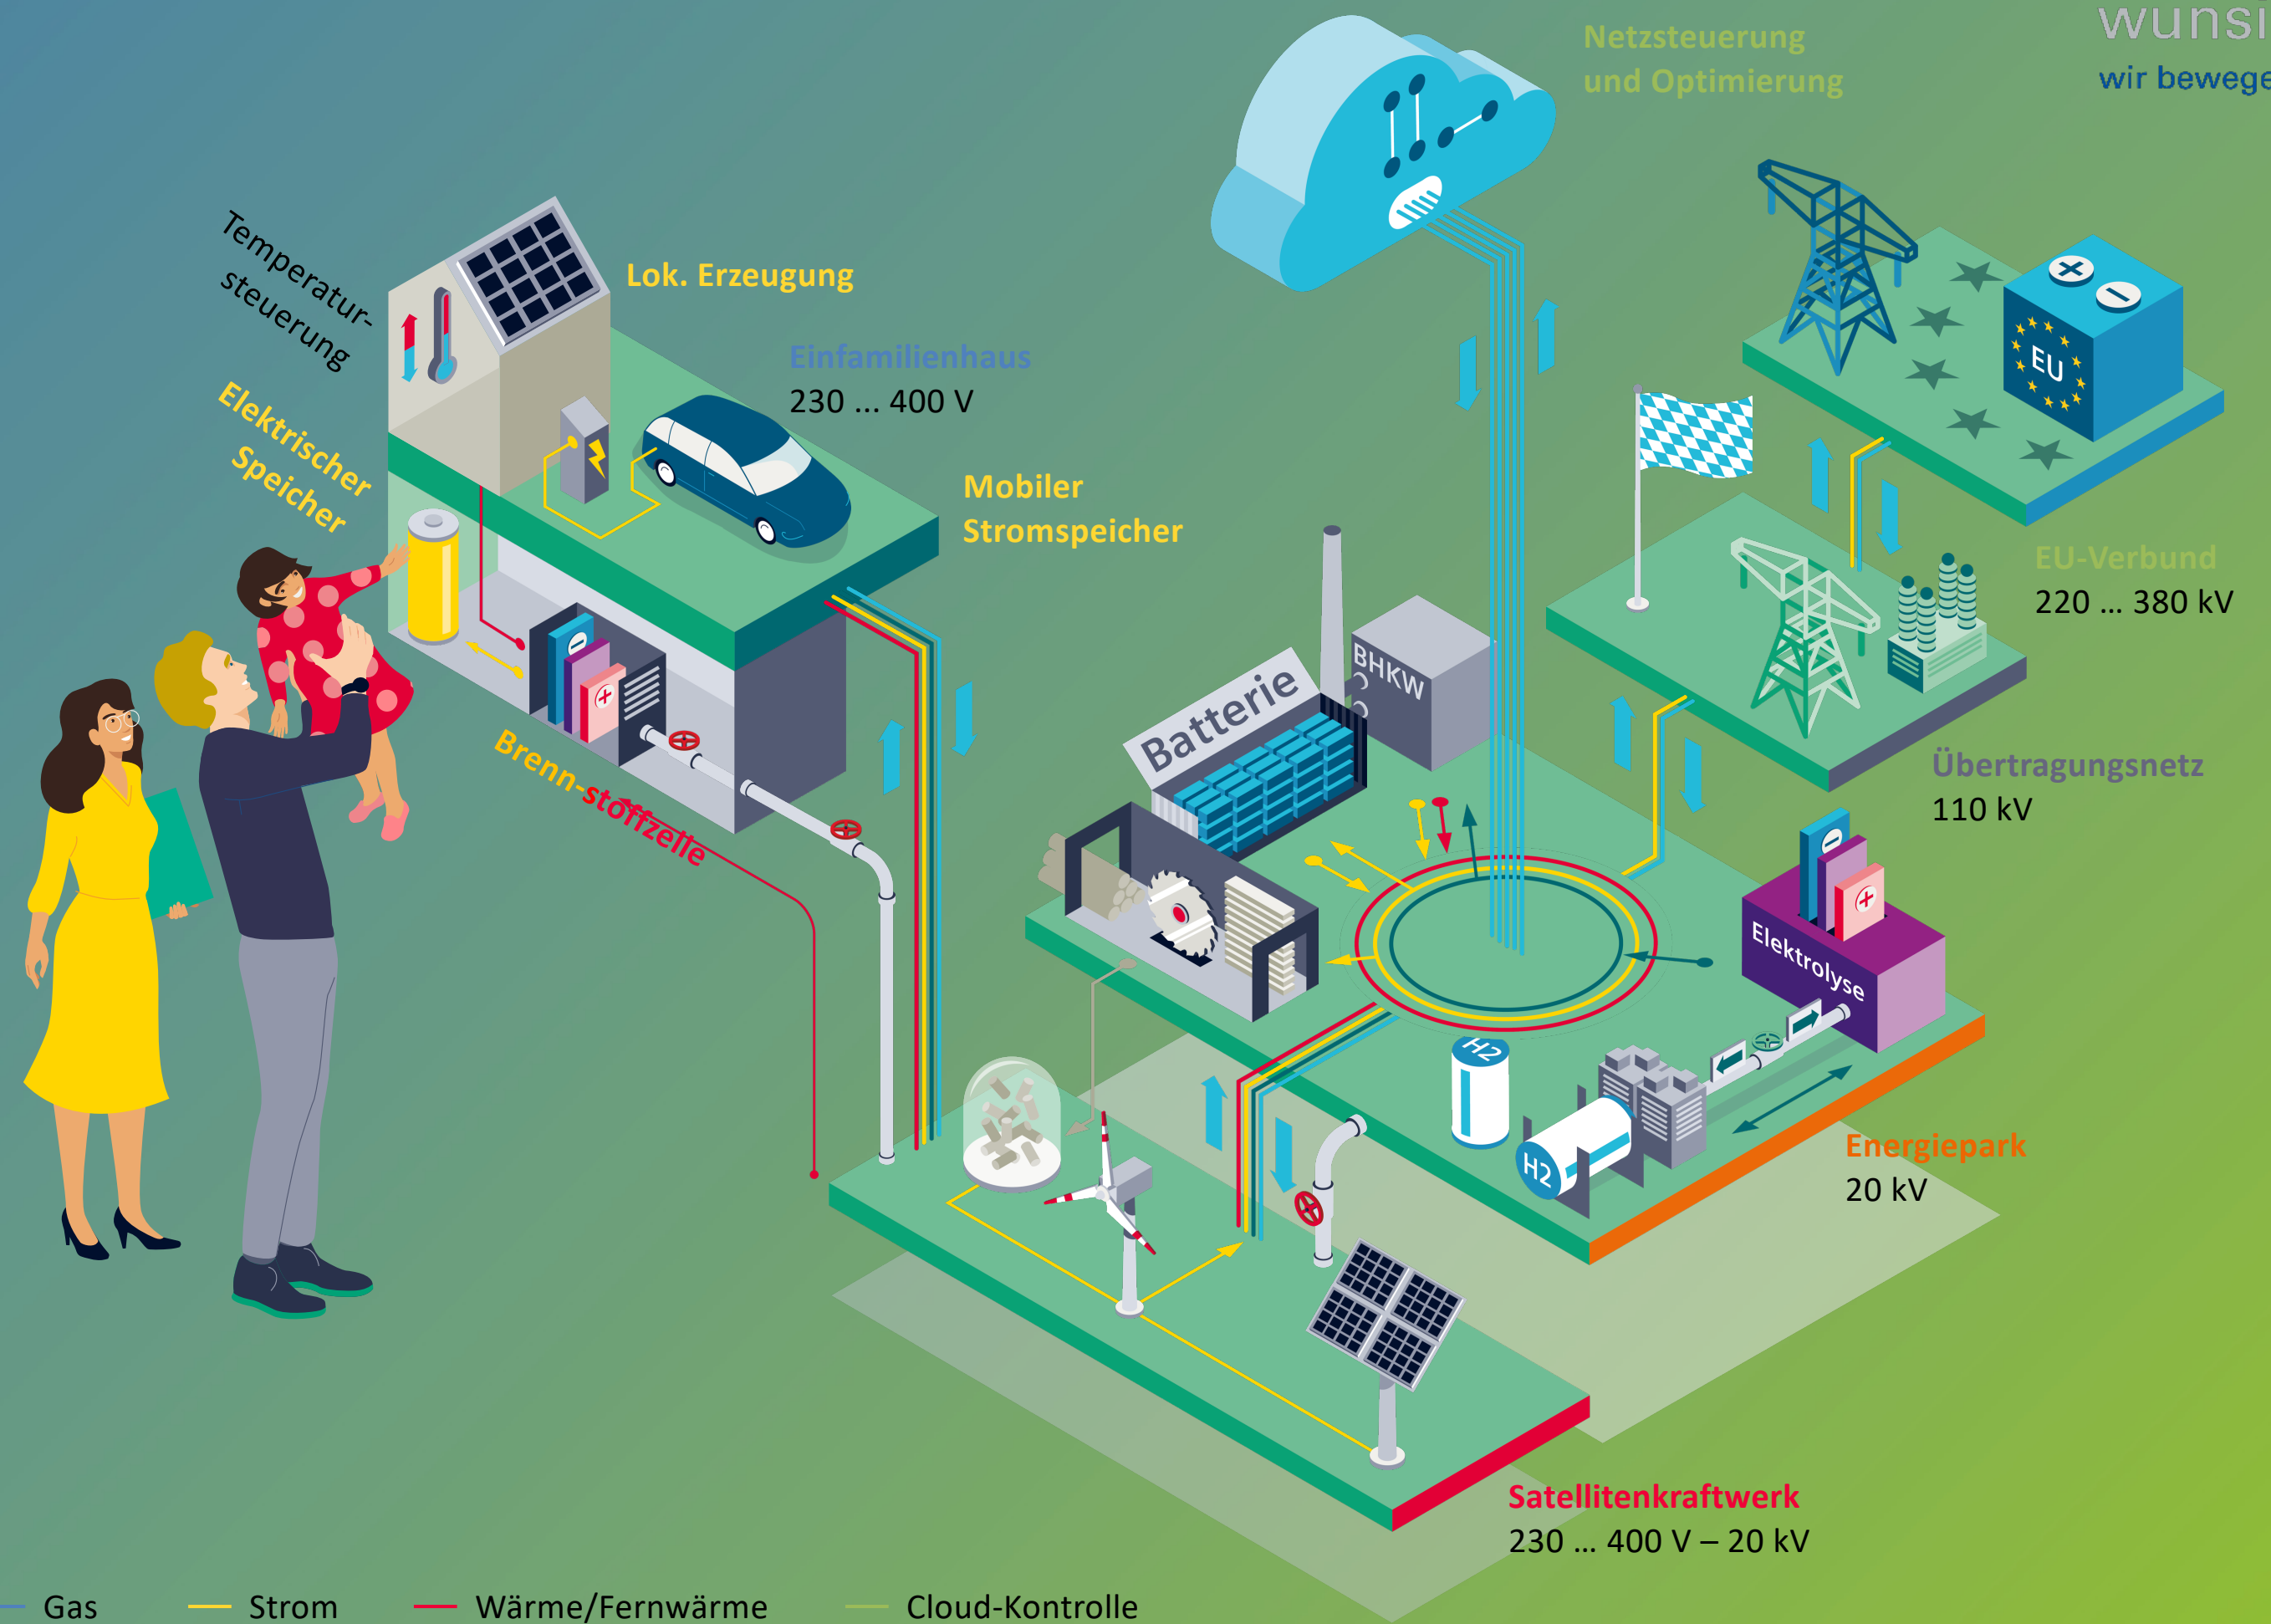 wunsi
wir bewege
Netzsteuerung
und Optimierung
Temperatur-
steuerung
Lok. Erzeugung
Einfamilienhaus
230 ... 400 V
Elektrischer
Speicher
Mobiler
Stromspeicher
Brenn-stoffzelle
EU
EU-Verbund
220 ... 380 kV
Übertragungsnetz
110 kV
BHKW
Batterie
Elektrolyse
H2
H2
Energiepark
20 kV
Satellitenkraftwerk
230 ... 400 V – 20 kV
Gas
Strom
Wärme/Fernwärme
Cloud-Kontrolle